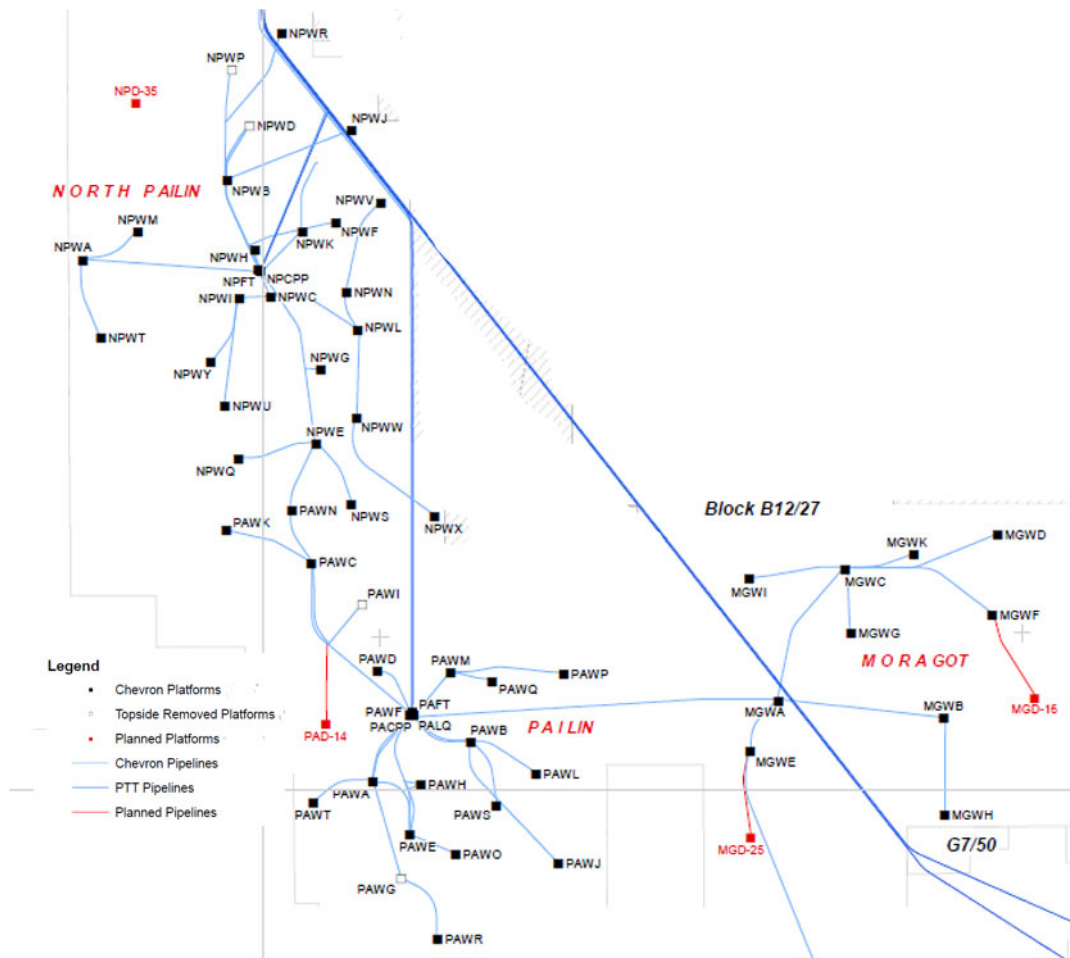 NPWR
NPWP
NPD-35
NPWD
NPWJ
NORTH PAILIN
NPWB
NPWV
NPWM
NPWF
NPWK
NPWA
NPWH
NPFT NPCPP
NPWI
NPWC
NPWN
NPWL
NPWT
NPWG
NPWY
NPWU
NPWW
NPWE
NPWQ
PAWN
NPWS
NPWX
PAWK
Block B12/27
MGWK
MGWD
PAWC
MGWC
MGWI
PAWI
MGWF
MGWG
MORAGOT
PAWD
PAWM
PAWP
PAWQ
MGD-15
PAWF PAFT
PACPP PALQ
PAILIN
MGWA
MGWB
PAD-14
PAWB
MGWE
PAWL
PAWH
PAWA
PAWT
PAWS
MGWH
PAWE
PAWO
PAWJ
MGD-25
G7/50
PAWG
PAWR
Legend
Chevron Platforms
Topside Removed Platforms
Planned Platforms
Chevron Pipelines
PTT Pipelines
Planned Pipelines